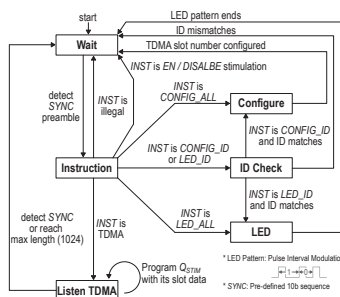 LED pattern ends
start
ID mismatches
TDMA slot number configured
Wait
INST is EN / DISALBE stimulation
INST is
CONFIG_ALL
detect
SYNC
preamble
INST is
illegal
Configure
INST is CONFIG_ID
or LED_ID
INST is CONFIG_ID
and ID matches
Instruction
ID Check
INST is LED_ID
and ID matches
detect SYNC
or reach
max length (1024)
INST is
TDMA
INST is
LED_ALL
LED
* LED Pattern: Pulse Interval Modulation
1 0
Program QSTIM
with its slot data
* SYNC: Pre-defined 10b sequence
Listen TDMA